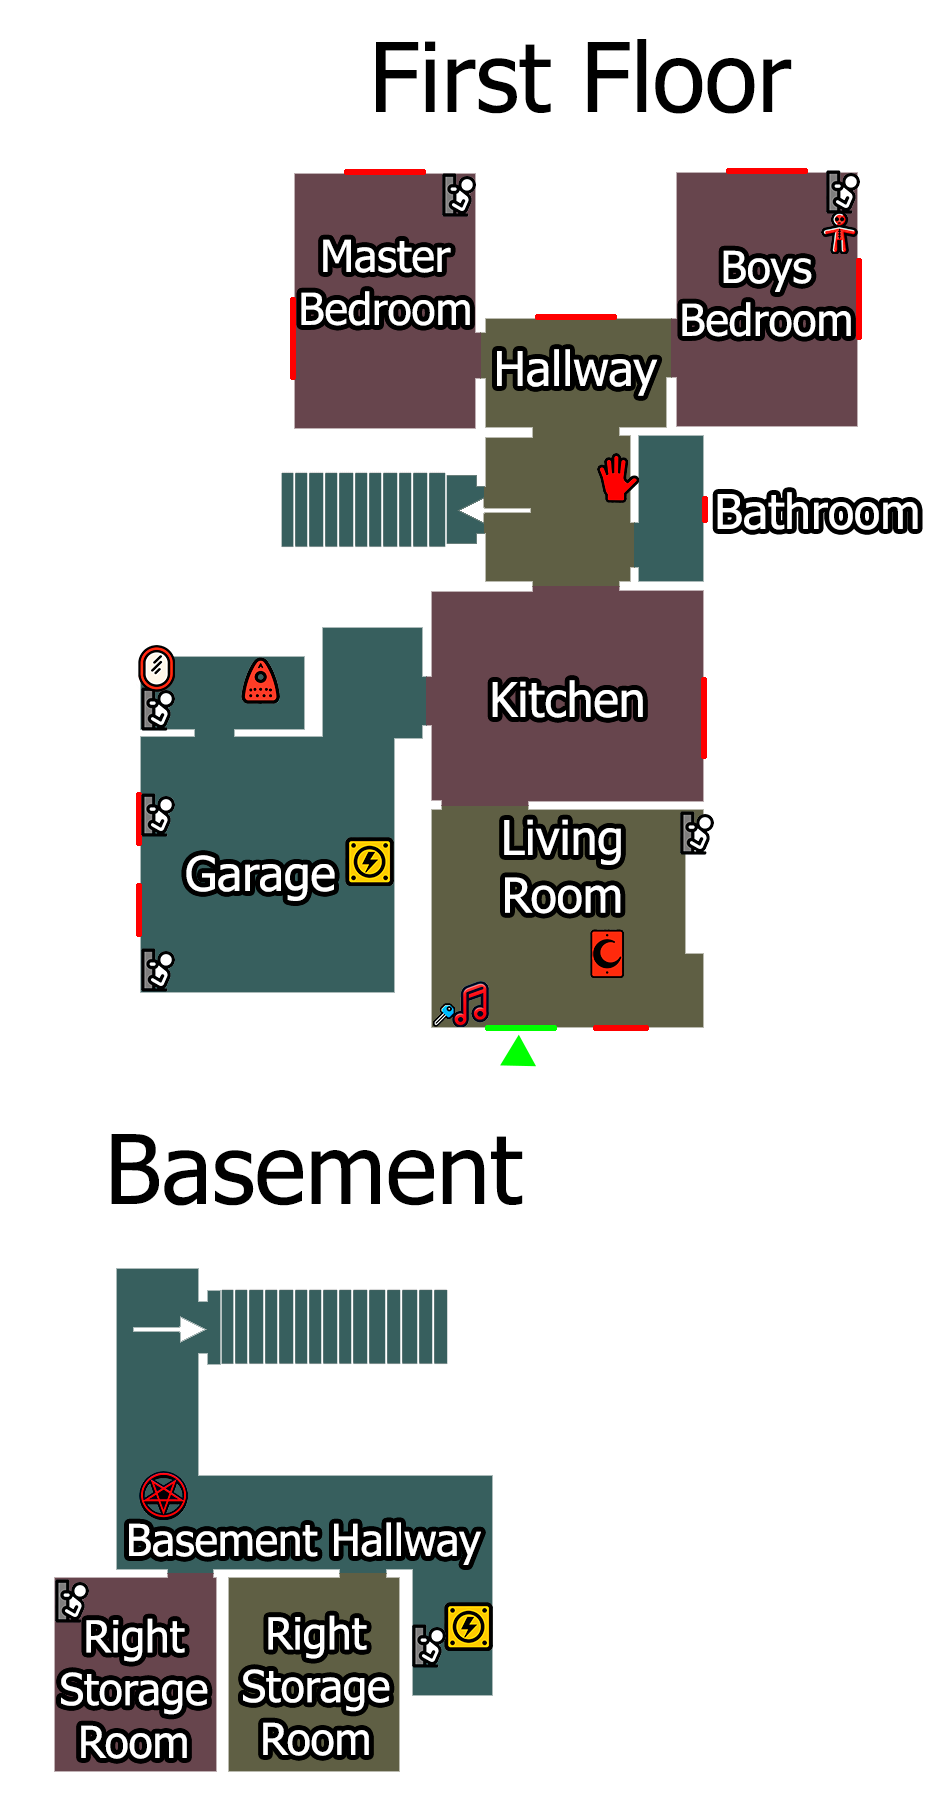 First Floor
Master
Bedroom
Boys
Bedroom
Hallway
Bathroom
Kitchen
Living
Room
Garage
Basement
Basement Hallway
Right
Storage
Room
Right
Storage
Room